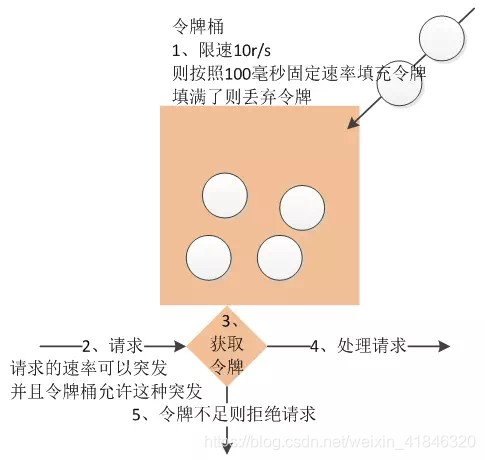 令牌桶
1、限速10r/s
则按照100毫秒固定速率填充令牌
填满了则丢弃令牌
3、
获取
令牌
2、请求
4、处理请求
请求的速率可以突发
并且令牌桶允许这种突发
5、令牌不足则拒绝请求
https://blog.csdn.net/weixin_41846320